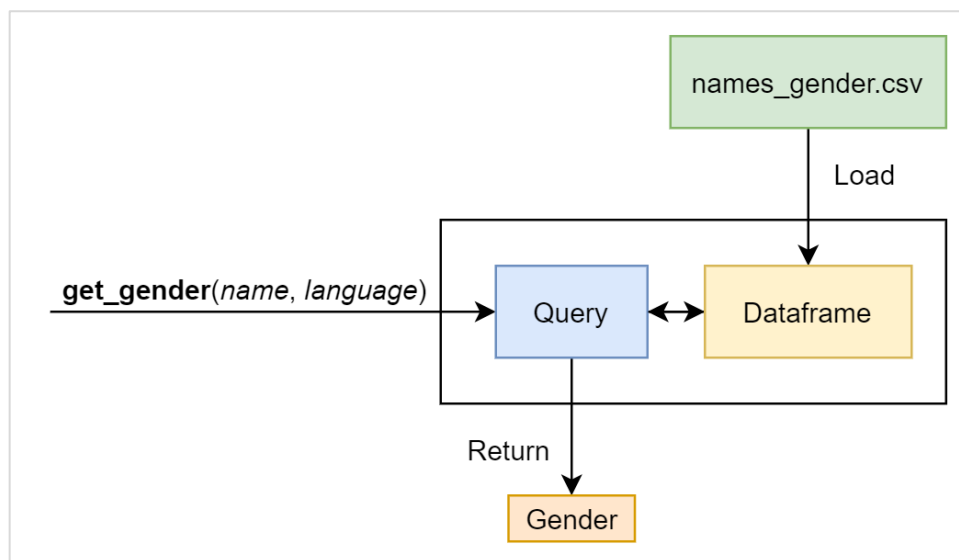 names_gender.csv
Load
get_gender(name, language)
Query
Dataframe
Return
Gender